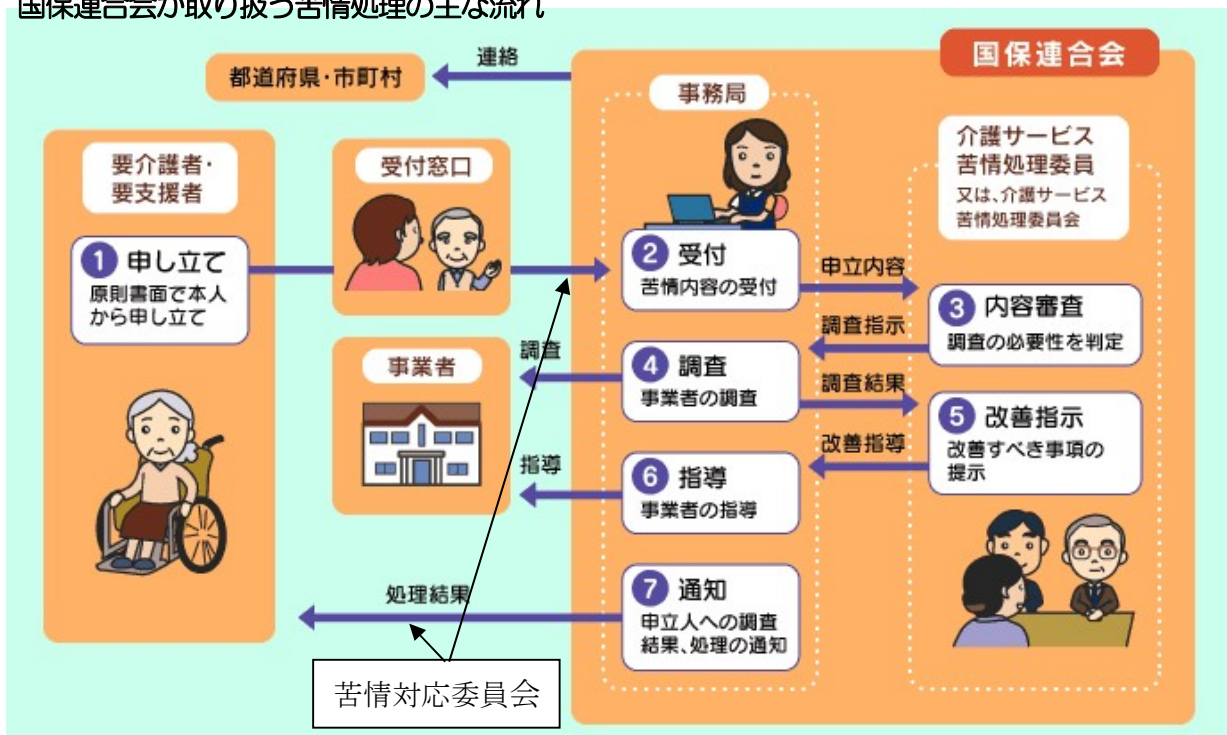 国保連合会が取り扱う苦情処理の主な流れ
国保連合会
都道府県・市町村
連絡
事務局
介護サービス
苦情処理委員
又は、介護サービス
苦情処理委員会
要介護者・
要支援者
受付窓口
1 申し立て
原則書面で本人
から申し立て
2 受付
苦情内容の受付
申立内容
3 内容審査
調査の必要性を判定
調査指示
事業者
調査
4 調査
事業者の調査
調査結果
5 改善指示
改善すべき事項の
提示
改善指導
指導
6 指導
事業者の指導
処理結果
7 通知
申立人への調査
結果、処理の通知
苦情対応委員会